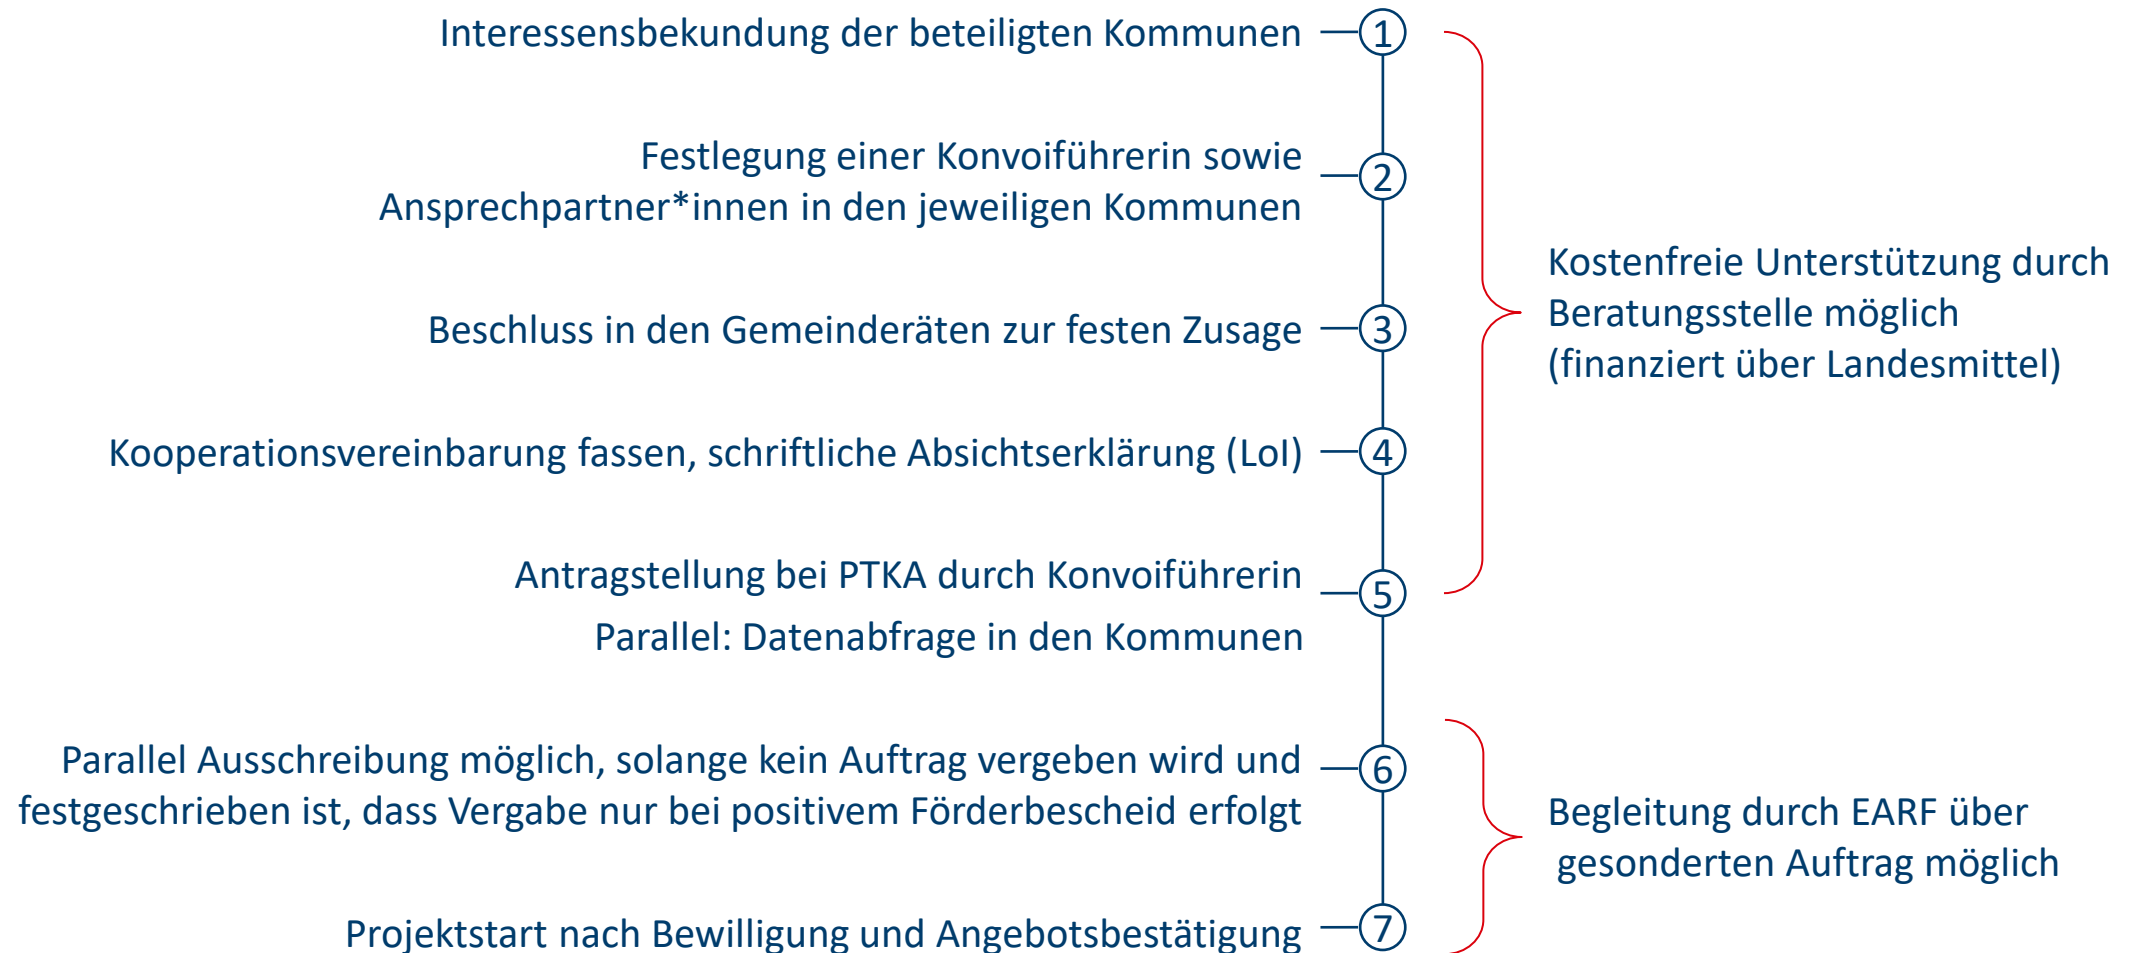 Interessensbekundung der beteiligten Kommunen
1
Festlegung einer Konvoiführerin sowie
Ansprechpartner*innen in den jeweiligen Kommunen
2
Beschluss in den Gemeinderäten zur festen Zusage
3
Kooperationsvereinbarung fassen, schriftliche Absichtserklärung (LoI)
4
Antragstellung bei PTKA durch Konvoiführerin
5
Parallel: Datenabfrage in den Kommunen
Kostenfreie Unterstützung durch
Beratungsstelle möglich
(finanziert über Landesmittel)
Parallel Ausschreibung möglich, solange kein Auftrag vergeben wird und
festgeschrieben ist, dass Vergabe nur bei positivem Förderbescheid erfolgt
6
Projektstart nach Bewilligung und Angebotsbestätigung
7
Begleitung durch EARF über
gesonderten Auftrag möglich